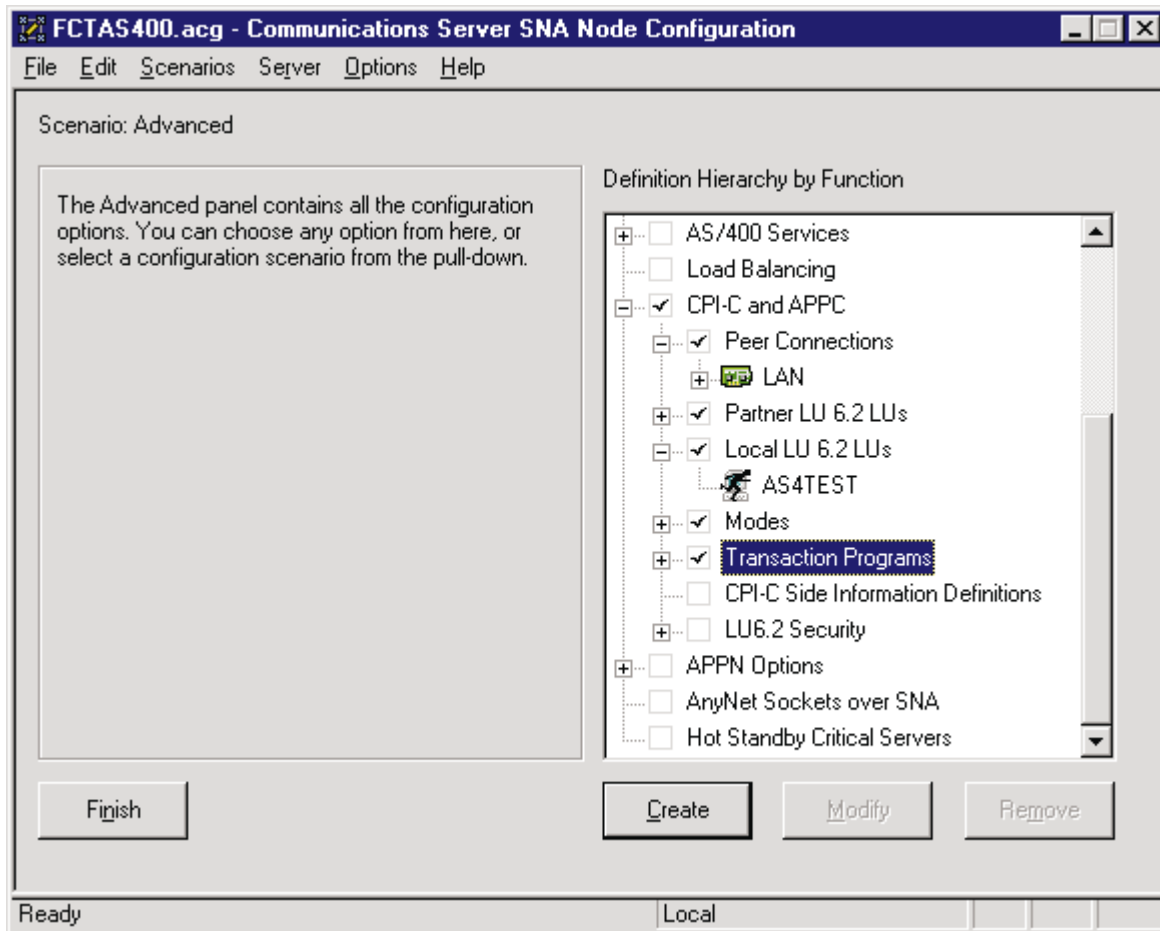 FCTAS400.acg - Communications Server SNA Node Configuration
File Edit Scenarios Server Options Help
Scenario: Advanced
The Advanced panel contains all the configuration
options. You can choose any option from here, or
select a configuration scenario from the pull-down.
Definition Hierarchy by Function
AS/400 Services
Load Balancing
CPI-C and APPC
Peer Connections
LAN
Partner LU 6.2 LUs
Local LU 6.2 LUs
AS4TEST
Modes
Transaction Programs
CPI-C Side Information Definitions
LU6.2 Security
APPN Options
AnyNet Sockets over SNA
Hot Standby Critical Servers
Finish
Create
Modify
Remove
Ready
Local